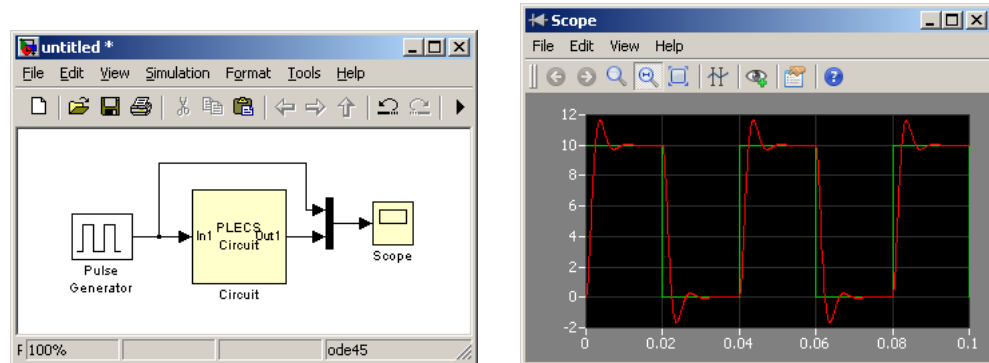 untitled *
File Edit View Simulation Format Tools Help
In1 PLECS Circuit Out1
Pulse Generator
Circuit
Scope
F 100% ode45
Scope
File Edit View Help
12
10
8
6
4
2
0
-2
0 0.02 0.04 0.06 0.08 0.1